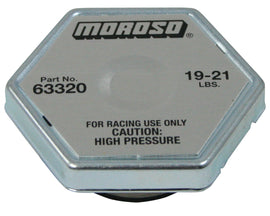 MOROSO®
Part No.
63320
19-21
LBS.
FOR RACING USE ONLY
CAUTION:
HIGH PRESSURE